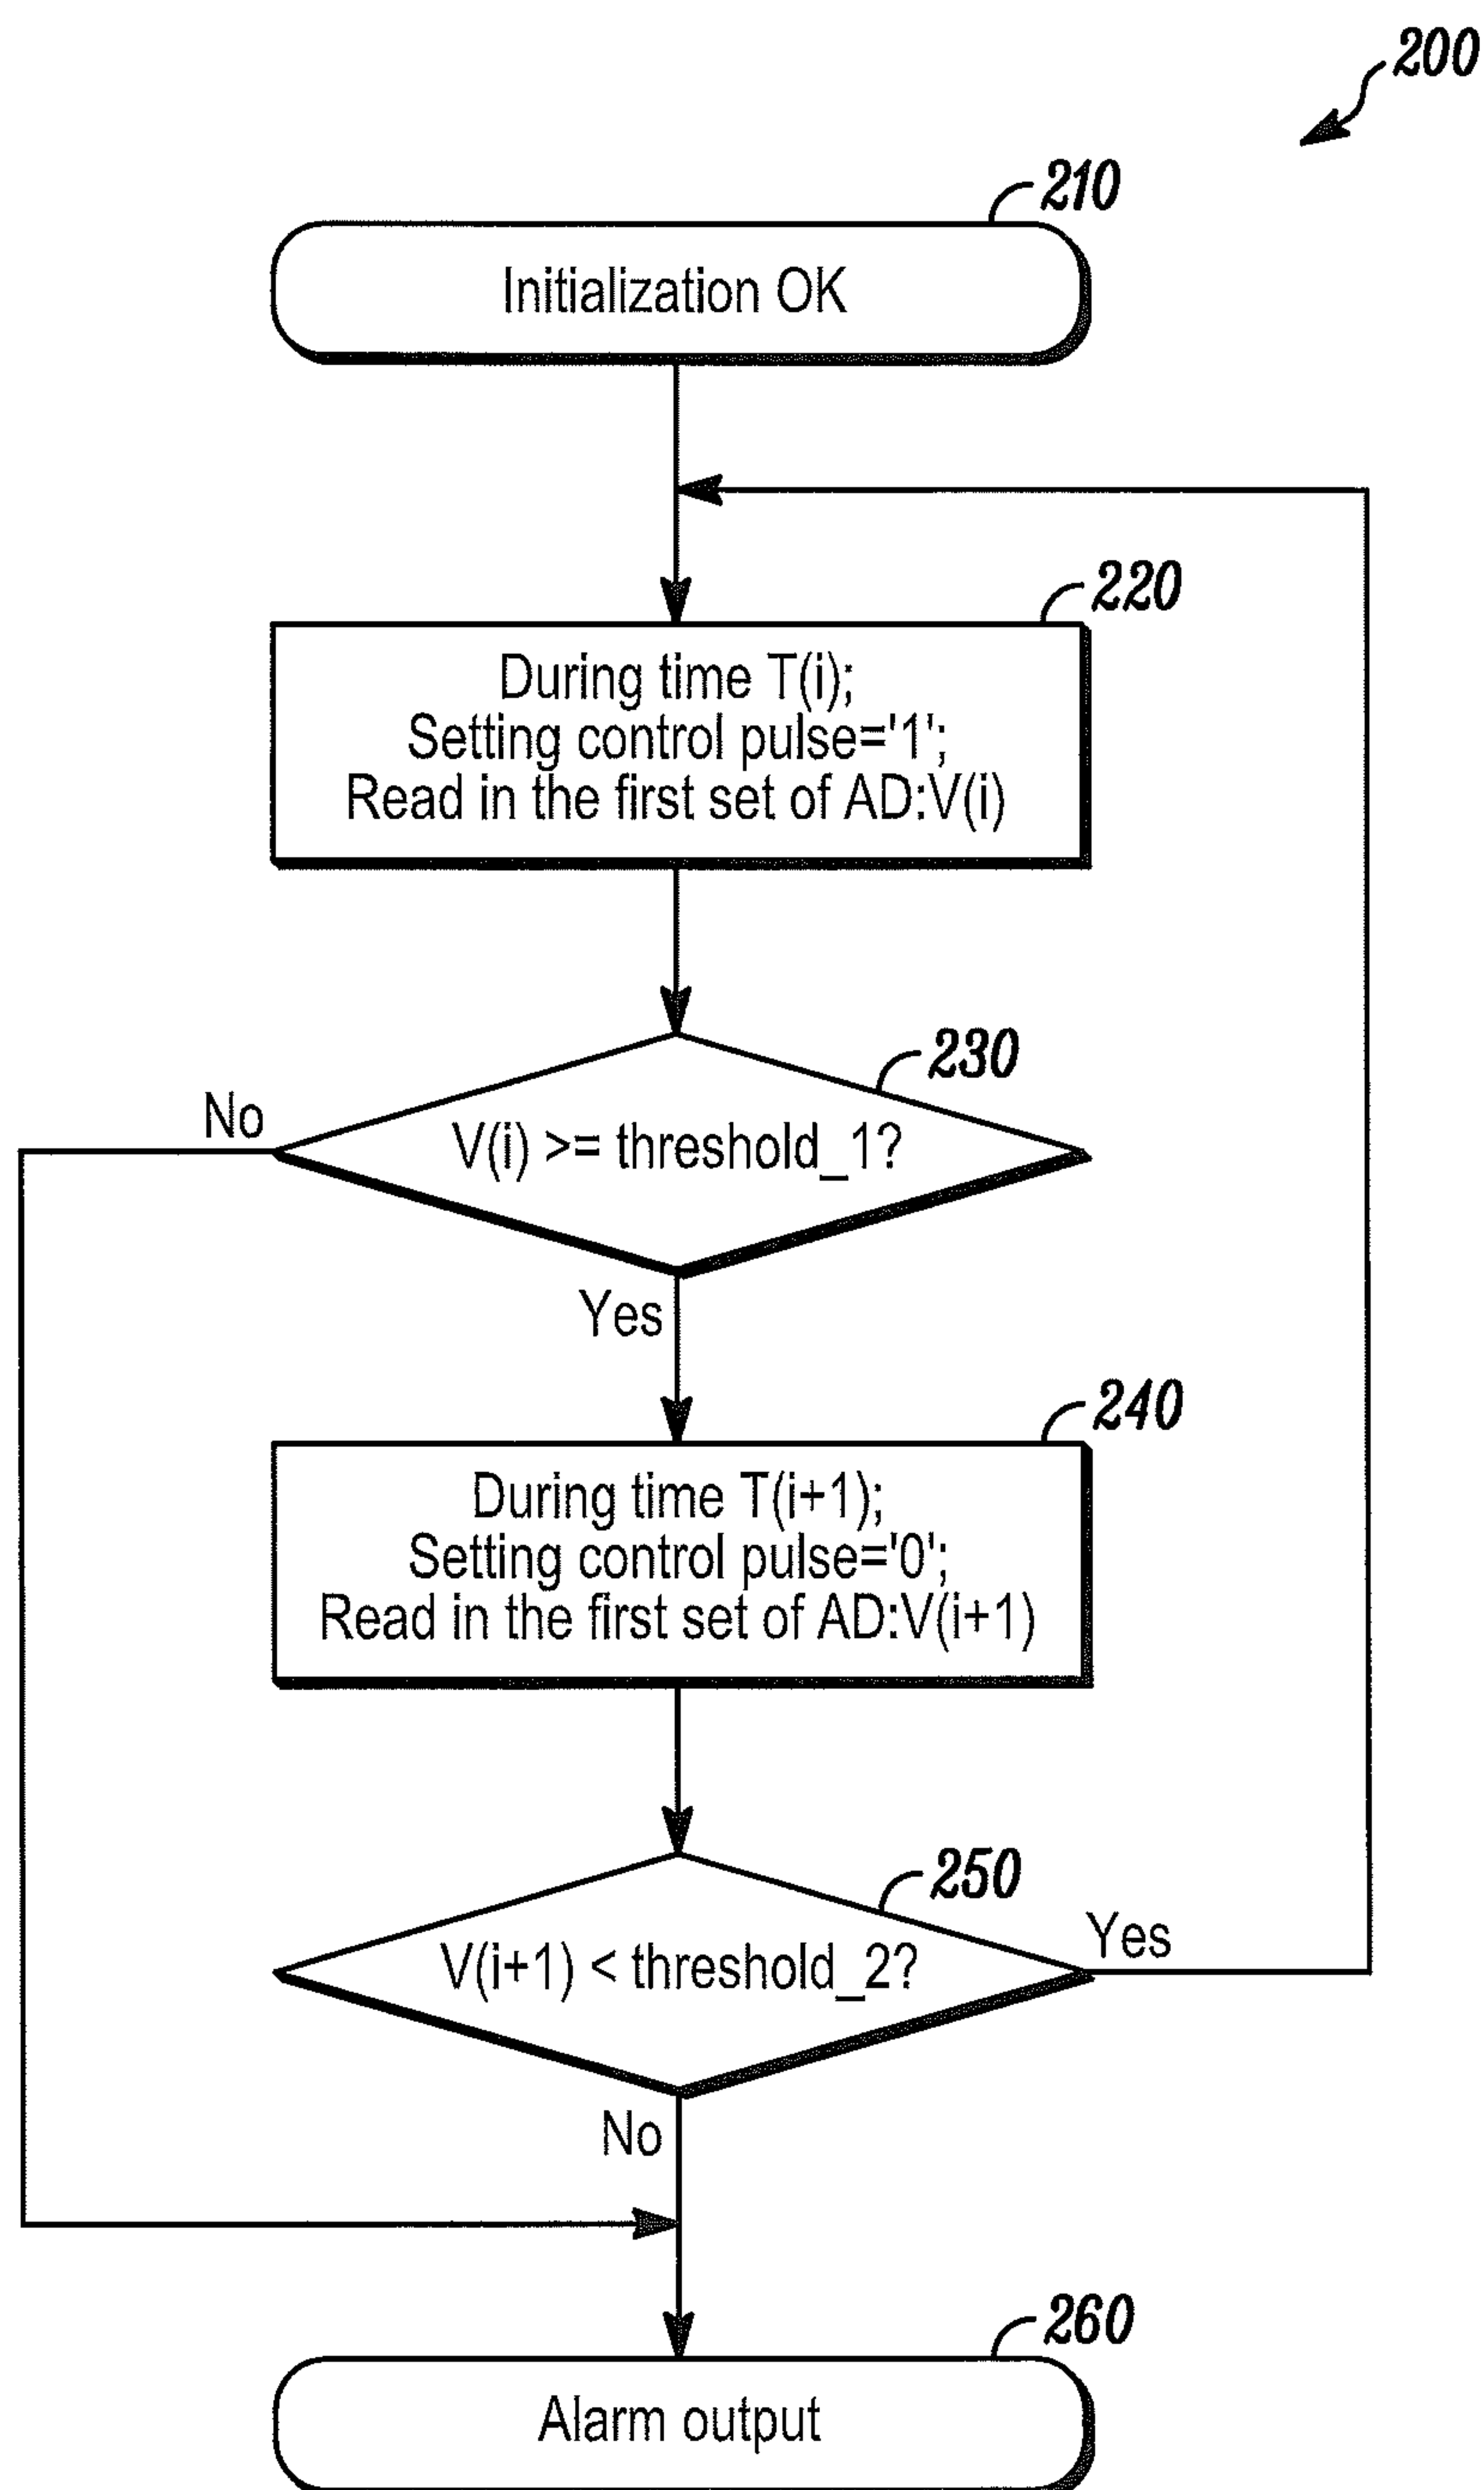 200
210
Initialization OK
220
During time T(i);
Setting control pulse='1';
Read in the first set of AD:V(i)
230
No
V(i) >= threshold_1?
Yes
240
During time T(i+1);
Setting control pulse='0';
Read in the first set of AD:V(i+1)
250
V(i+1) < threshold_2?
Yes
No
260
Alarm output